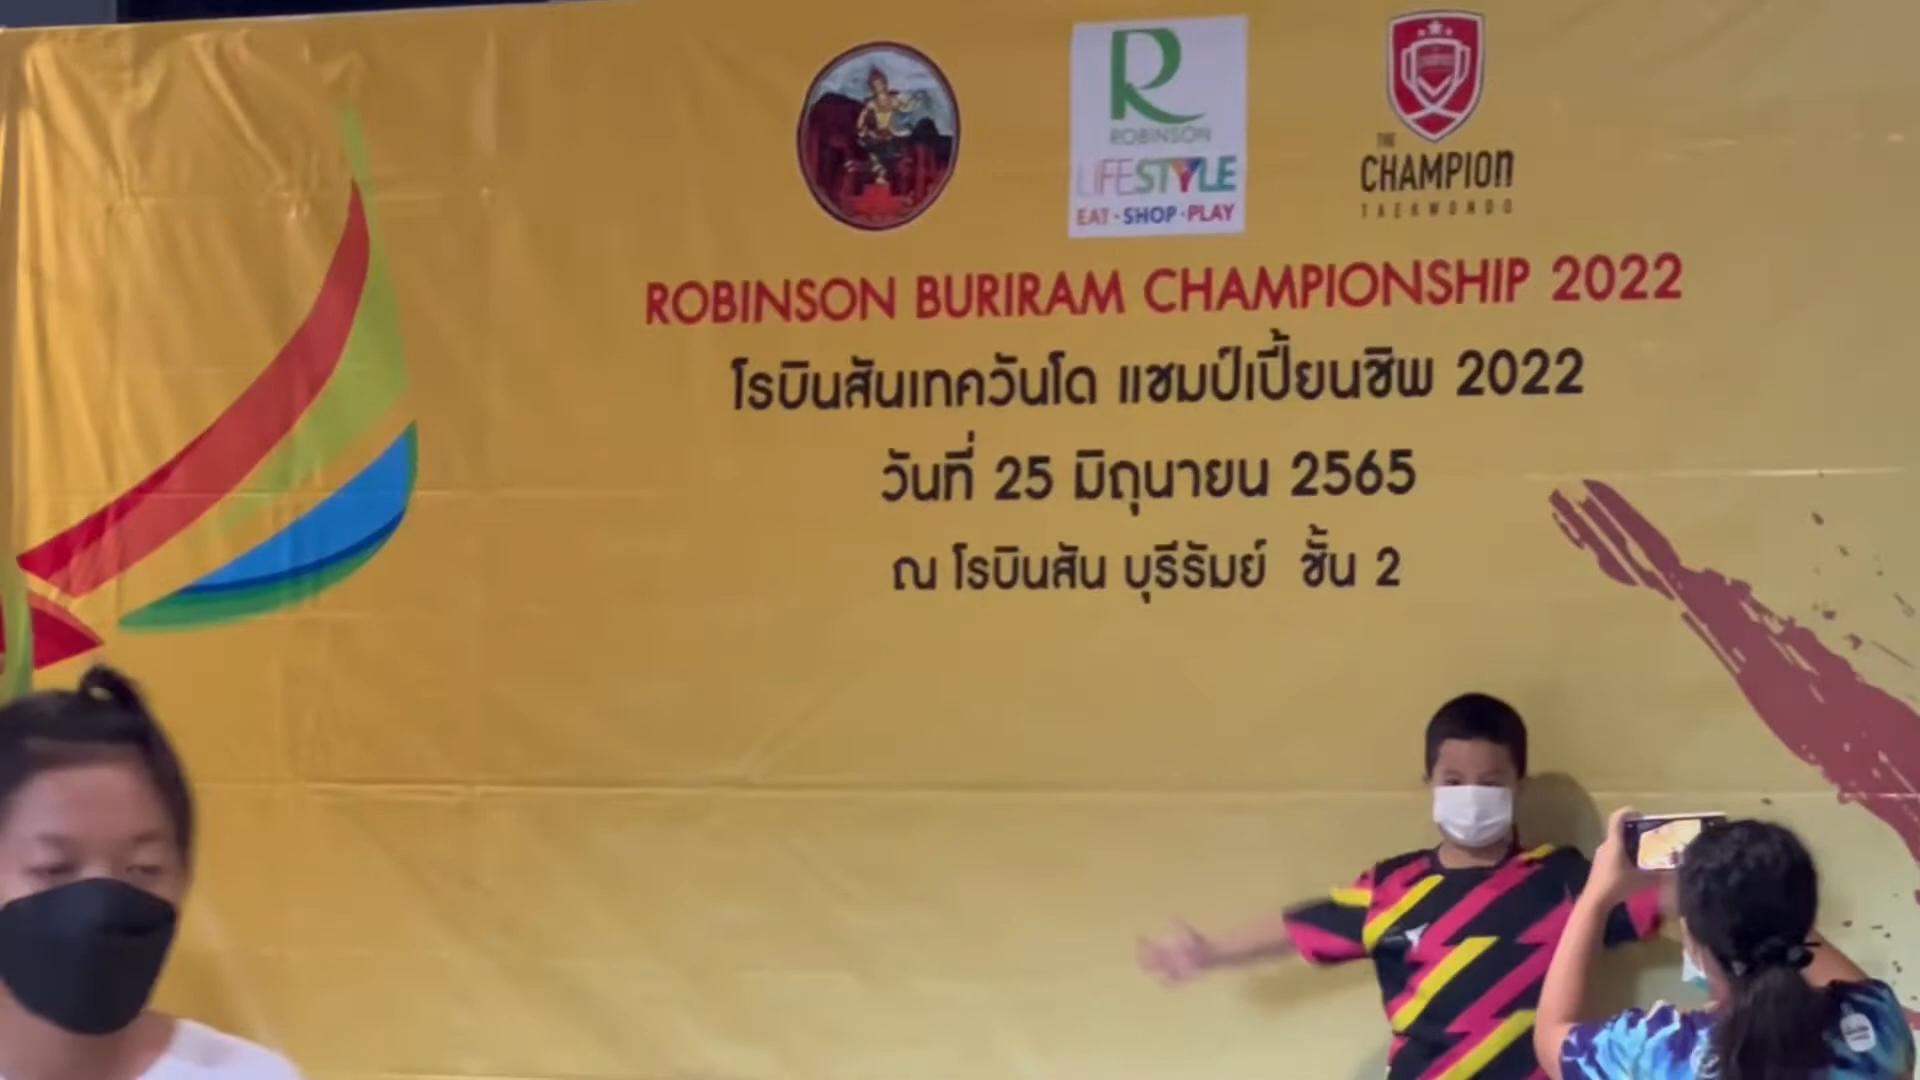 ROBINSON
LIFESTYLE
EAT · SHOP · PLAY
THE
CHAMPION
TAEKWONDO
ROBINSON BURIRAM CHAMPIONSHIP 2022
โรบินสันเทควันโด แชมป์เปี้ยนชิพ 2022
วันที่ 25 มิถุนายน 2565
ณ โรบินสัน บุรีรัมย์ ชั้น 2